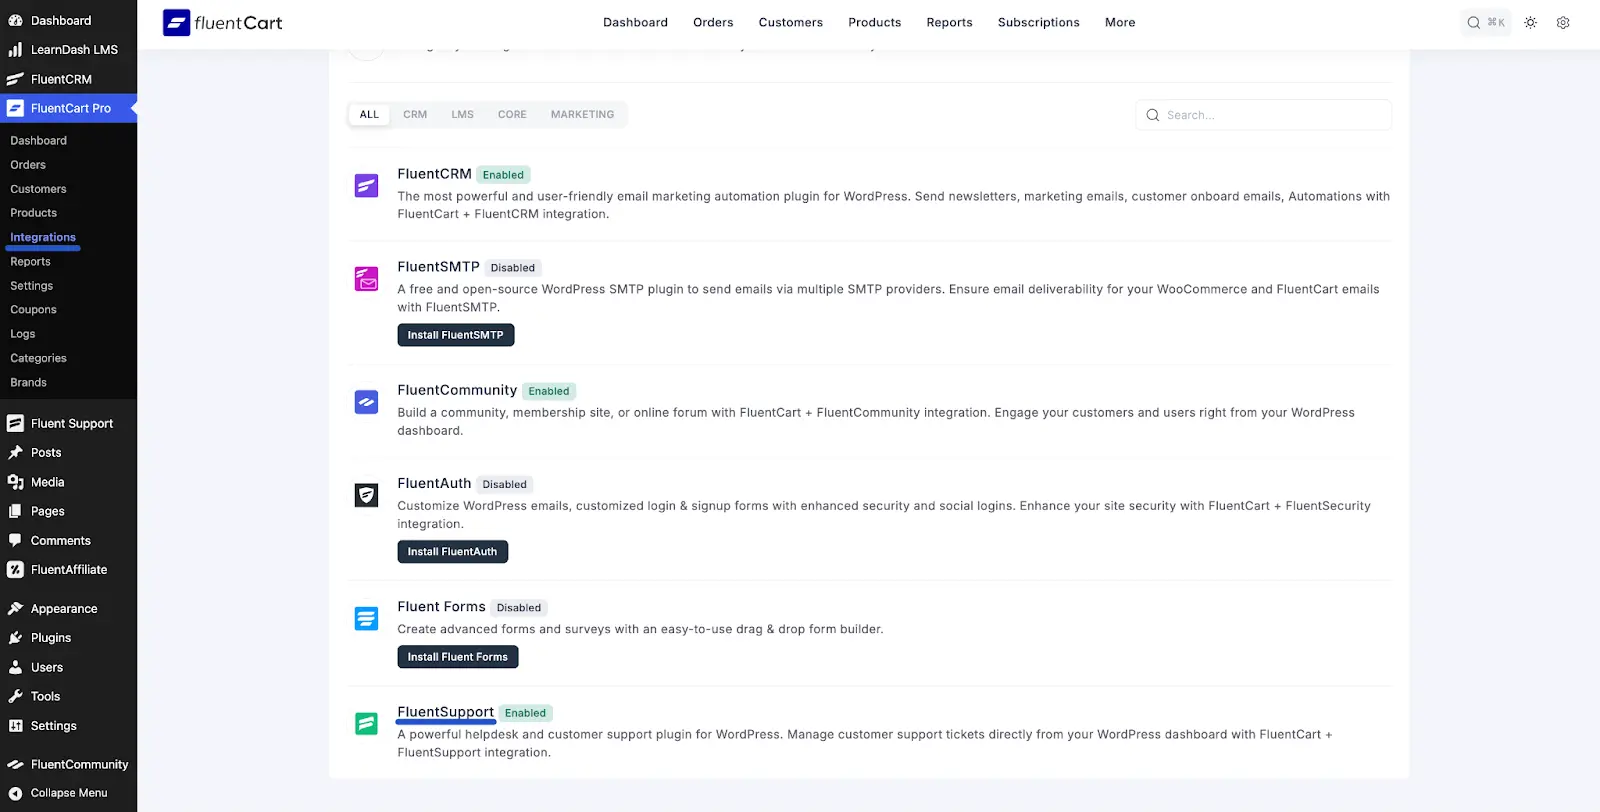 Dashboard
LearnDash LMS
FluentCRM
FluentCart Pro
Dashboard
Orders
Customers
Products
Integrations
Reports
Settings
Coupons
Logs
Categories
Brands
Fluent Support
Posts
Media
Pages
Comments
FluentAffiliate
Appearance
Plugins
Users
Tools
Settings
FluentCommunity
Collapse Menu
fluentCart
Dashboard Orders Customers Products Reports Subscriptions More
⌘K
ALL CRM LMS CORE MARKETING
Search...
FluentCRM Enabled
The most powerful and user-friendly email marketing automation plugin for WordPress. Send newsletters, marketing emails, customer onboard emails, Automations with
FluentCart + FluentCRM integration.
FluentSMTP Disabled
A free and open-source WordPress SMTP plugin to send emails via multiple SMTP providers. Ensure email deliverability for your WooCommerce and FluentCart emails
with FluentSMTP.
Install FluentSMTP
FluentCommunity Enabled
Build a community, membership site, or online forum with FluentCart + FluentCommunity integration. Engage your customers and users right from your WordPress
dashboard.
FluentAuth Disabled
Customize WordPress emails, customized login & signup forms with enhanced security and social logins. Enhance your site security with FluentCart + FluentSecurity
integration.
Install FluentAuth
Fluent Forms Disabled
Create advanced forms and surveys with an easy-to-use drag & drop form builder.
Install Fluent Forms
FluentSupport Enabled
A powerful helpdesk and customer support plugin for WordPress. Manage customer support tickets directly from your WordPress dashboard with FluentCart +
FluentSupport integration.